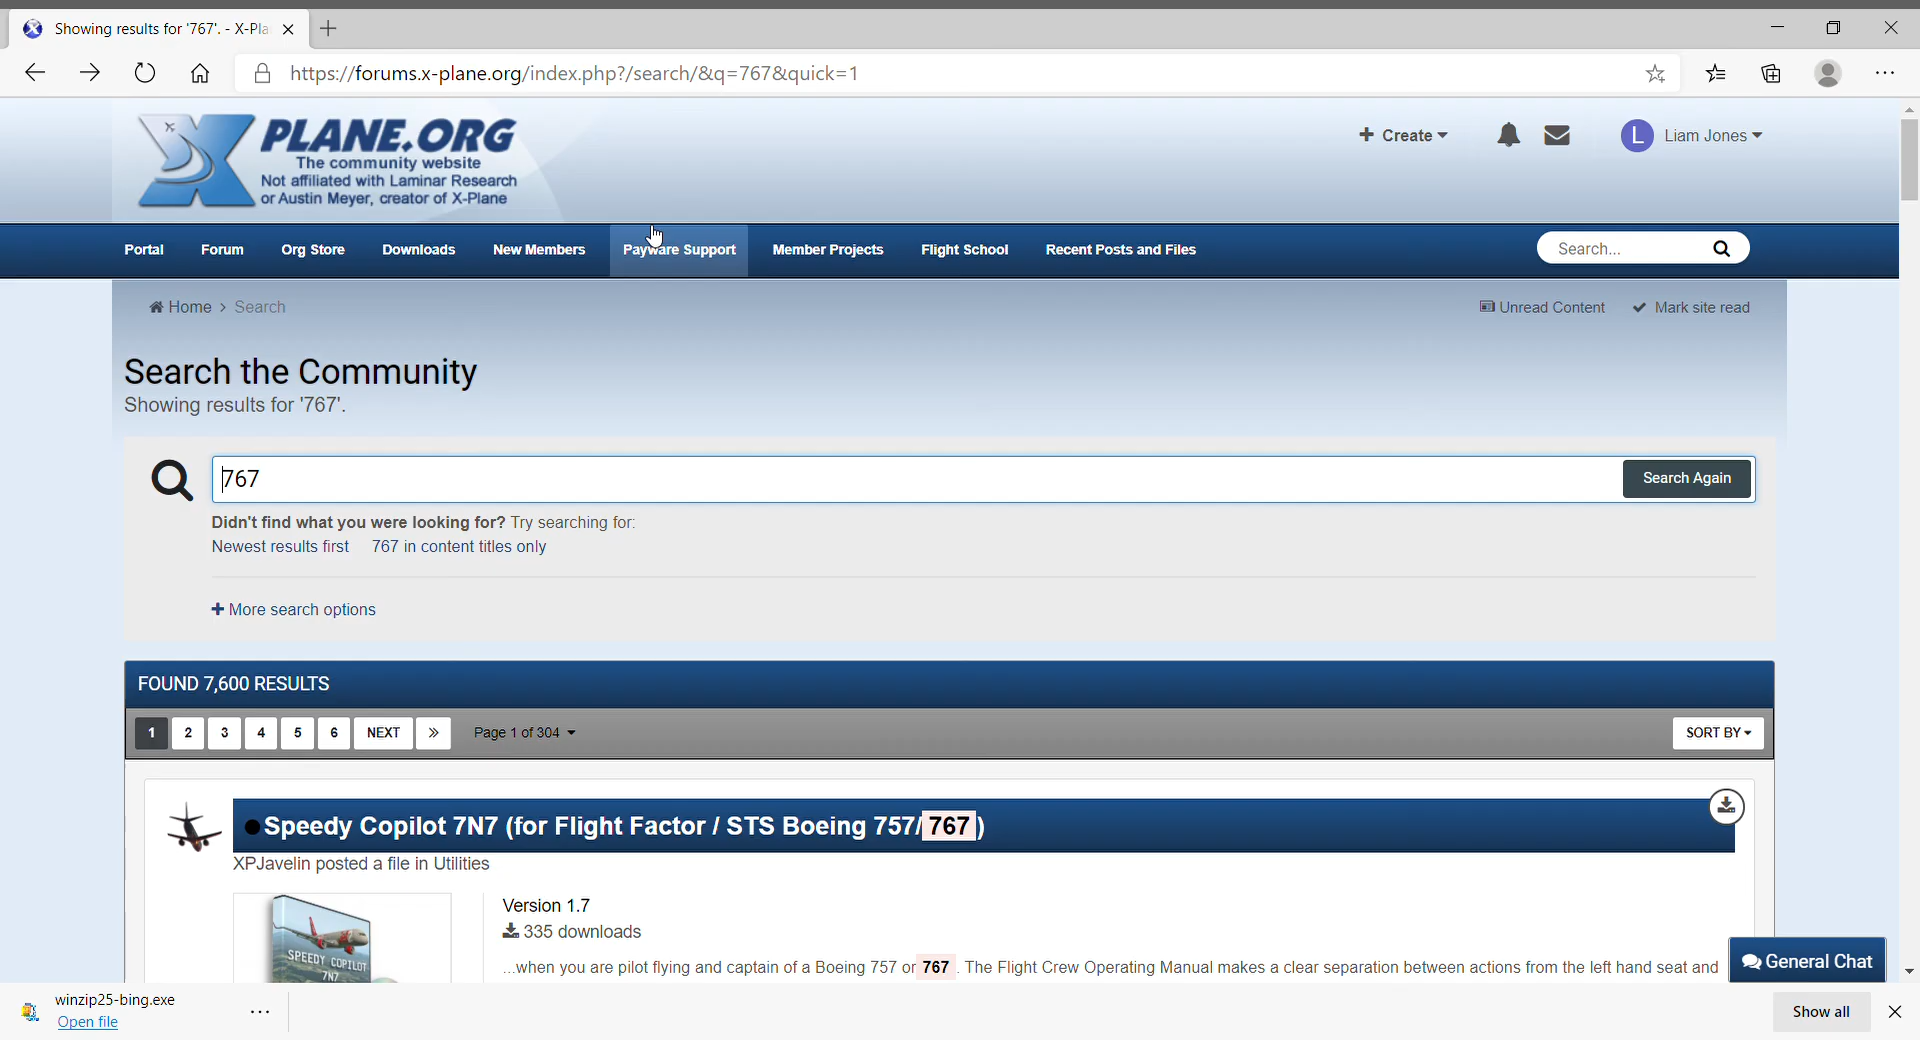 Showing results for '767'. - X-Pla
https://forums.x-plane.org/index.php?/search/&q=767&quick=1
PLANE.ORG
The community website
Not affiliated with Laminar Research
or Austin Meyer, creator of X-Plane
Create
L
Liam Jones
Portal
Forum
Org Store
Downloads
New Members
Payware Support
Member Projects
Flight School
Recent Posts and Files
Search...
Home
Search
Unread Content
Mark site read
Search the Community
Showing results for '767'.
767
Search Again
Didn't find what you were looking for? Try searching for:
Newest results first
767 in content titles only
More search options
FOUND 7,600 RESULTS
1
2
3
4
5
6
NEXT
Page 1 of 304
SORT BY
Speedy Copilot 7N7 (for Flight Factor / STS Boeing 757/ 767 )
XPJavelin posted a file in Utilities
SPEEDY COPILOT
7N7
Version 1.7
335 downloads
...when you are pilot flying and captain of a Boeing 757 or 767 . The Flight Crew Operating Manual makes a clear separation between actions from the left hand seat and
General Chat
winzip25-bing.exe
Open file
Show all